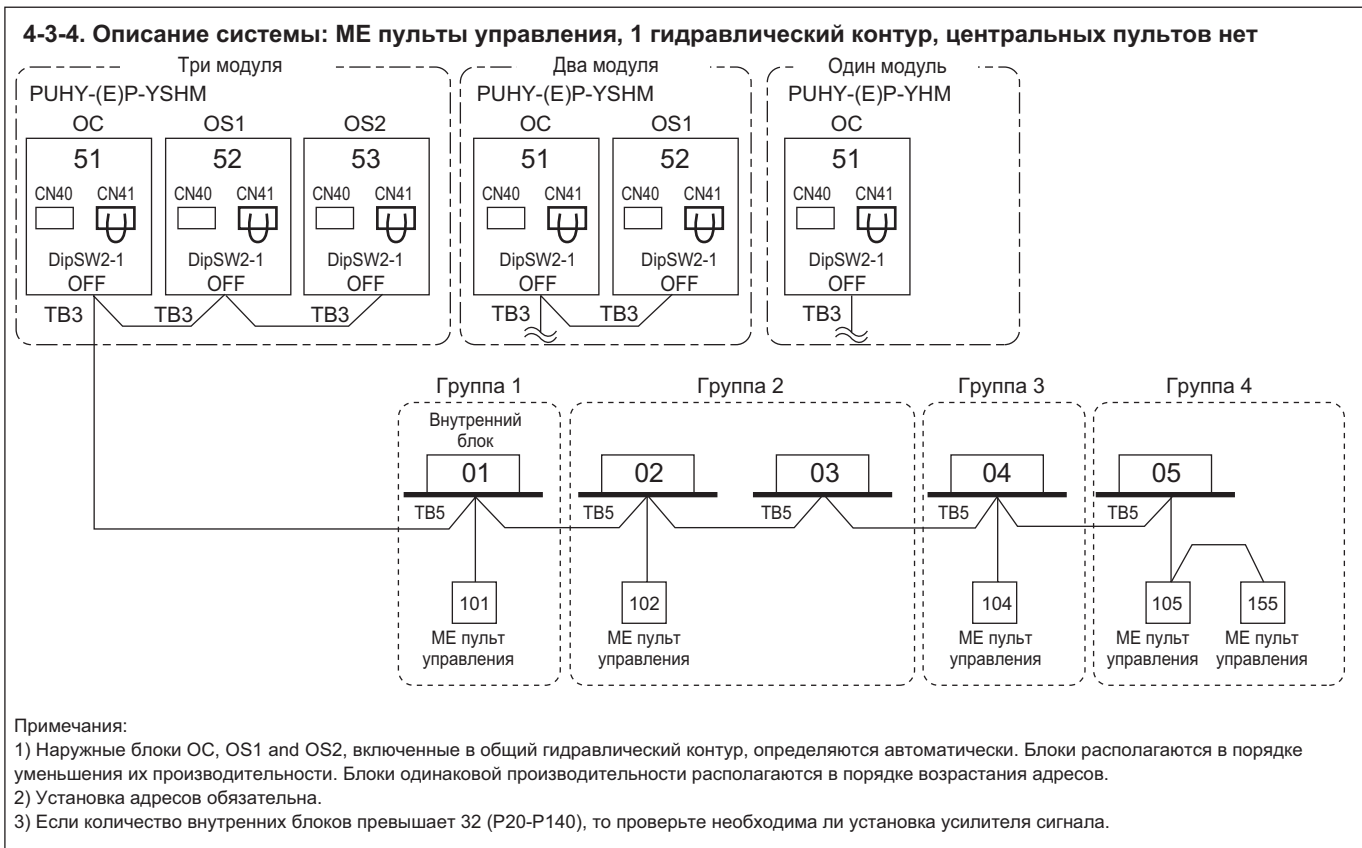 4-3-4. Описание системы: ME пульты управления, 1 гидравлический контур, центральных пультов нет
Три модуля
Два модуля
Один модуль
PUHY-(E)P-YSHM
PUHY-(E)P-YSHM
PUHY-(E)P-YHM
OC
OS1
OS2
OC
OS1
OC
51
52
53
51
52
51
CN40 CN41
CN40 CN41
CN40 CN41
CN40 CN41
CN40 CN41
CN40 CN41
DipSW2-1
DipSW2-1
DipSW2-1
DipSW2-1
DipSW2-1
DipSW2-1
OFF
OFF
OFF
OFF
OFF
OFF
TB3
TB3
TB3
TB3
TB3
TB3
Группа 1
Группа 2
Группа 3
Группа 4
Внутренний
блок
01
02
03
04
05
TB5
TB5
TB5
TB5
TB5
101
102
104
105
155
ME пульт
управления
ME пульт
управления
ME пульт
управления
ME пульт
управления
ME пульт
управления
Примечания:
1) Наружные блоки OC, OS1 and OS2, включенные в общий гидравлический контур, определяются автоматически. Блоки располагаются в порядке
уменьшения их производительности. Блоки одинаковой производительности располагаются в порядке возрастания адресов.
2) Установка адресов обязательна.
3) Если количество внутренних блоков превышает 32 (P20-P140), то проверьте необходима ли установка усилителя сигнала.